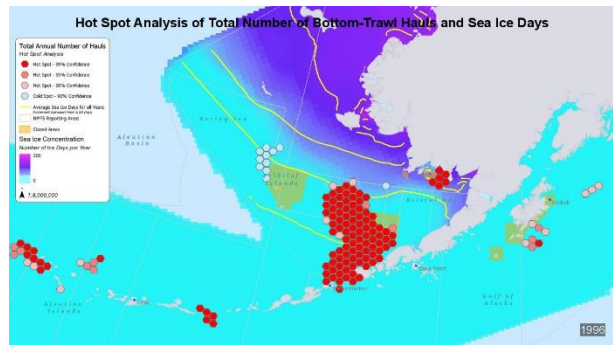 Hot Spot Analysis of Total Number of Bottom-Trawl Hauls and Sea Ice Days
Total Annual Number of Hauls
Hot Spot Analysis
Hot Spot - 99% Confidence
Hot Spot - 95% Confidence
Hot Spot - 90% Confidence
Cold Spot - 90% Confidence
Average Sea Ice Days for all Years
NMFS Reporting Areas
Closed Areas
Sea Ice Concentration
Number of Ice Days per Year
200
0
1:8,000,000
Aleutian
Basin
Bering Sea
Pribilof
Islands
Bristol Bay
Kodiak
Sand Point
Gulf of
Alaska
Aleutian
Islands
1996